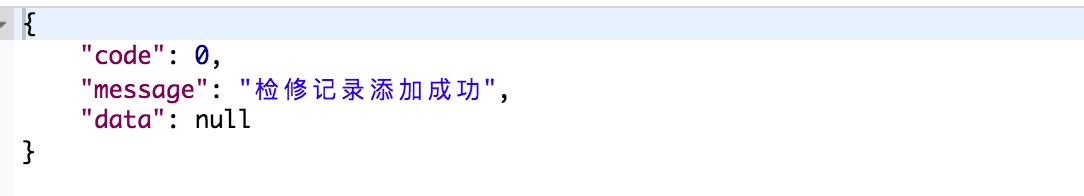 {
"code": 0,
"message": "检修记录添加成功",
"data": null
}